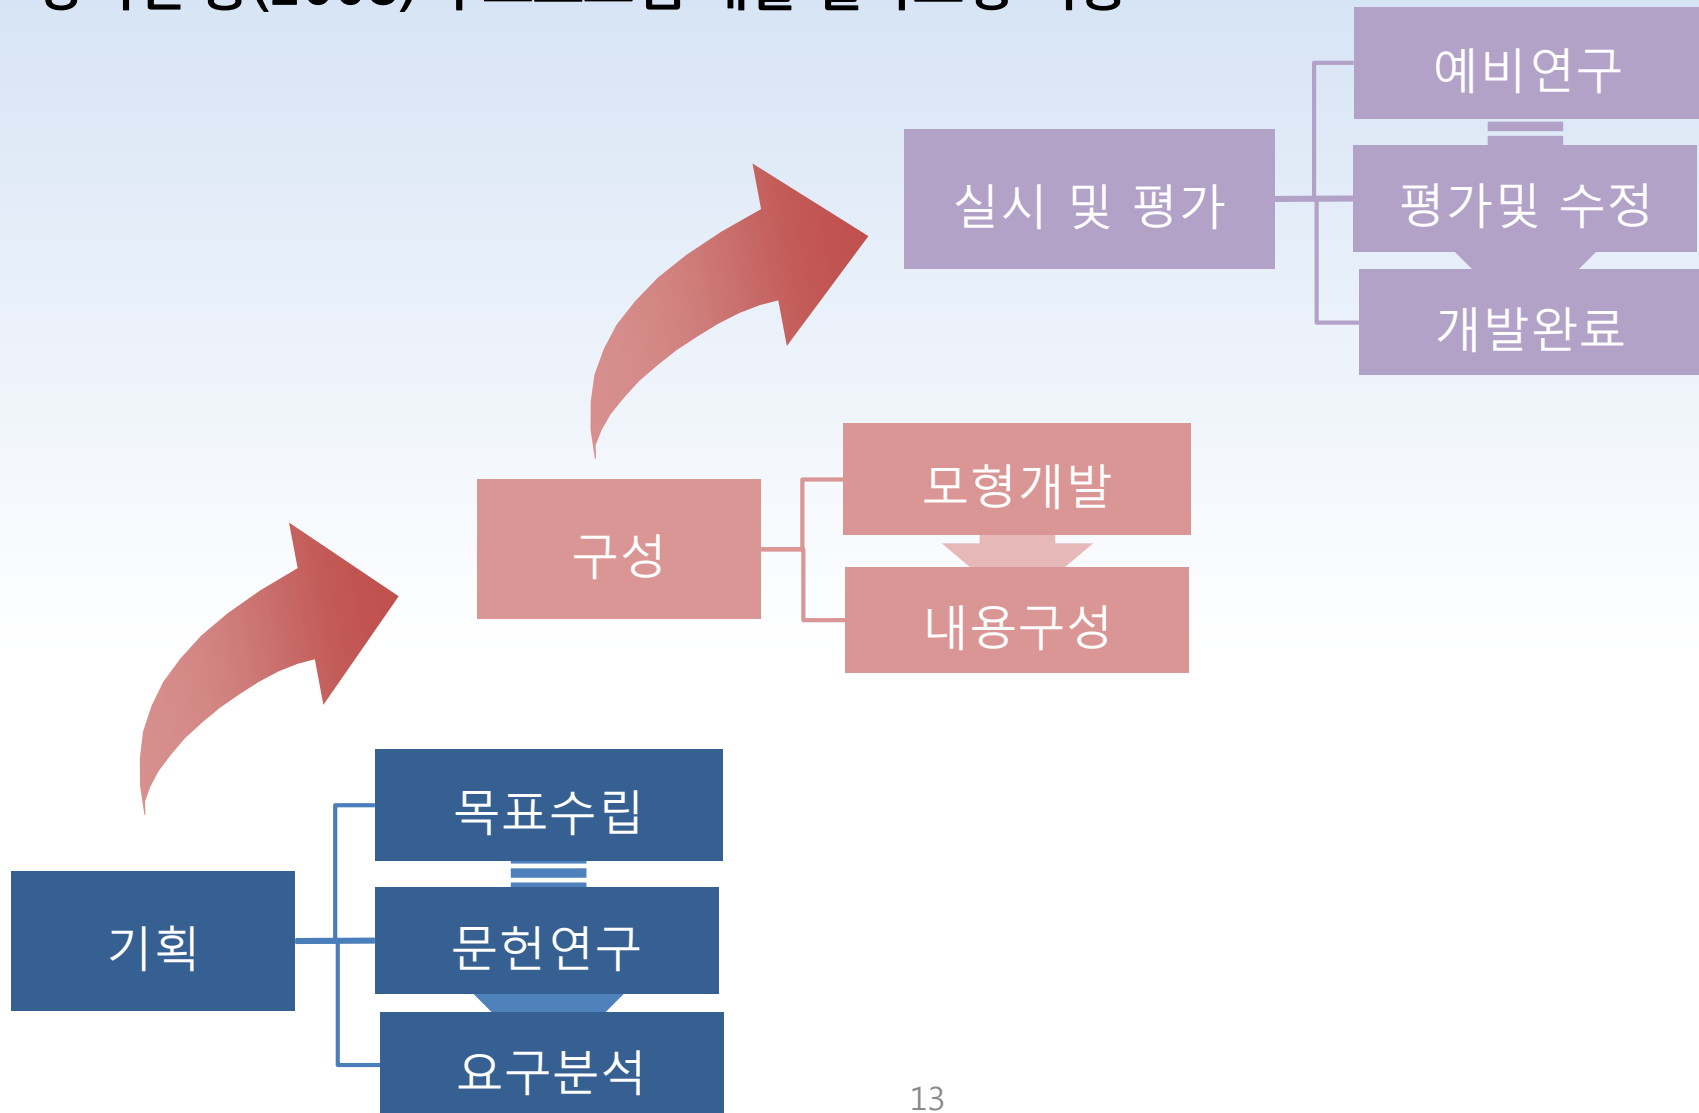 예비연구
실시 및 평가
평가및 수정
개발완료
모형개발
구성
내용구성
목표수립
기획
문헌연구
요구분석
13